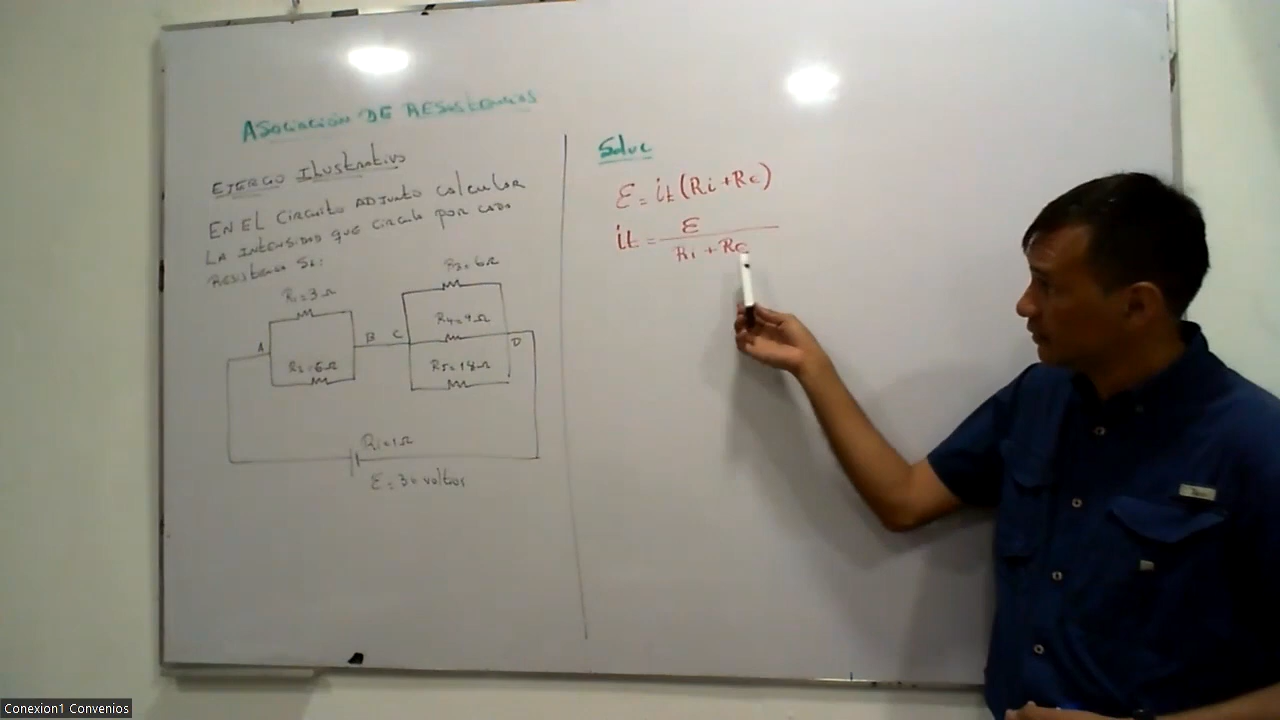 ASOCIACIÓN DE RESISTENCIAS
EJERCICIO ILUSTRATIVO
EN EL CIRCUITO ADJUNTO CALCULAR
LA INTENSIDAD QUE CIRCULA POR CADA
RESISTENCIA SI:
R1=3Ω
R2=6Ω
A
B
C
R3=6Ω
R4=9Ω
R5=18Ω
D
Ri=1Ω
ε=30 voltios
Soluc
ε=it(Ri+Re)
it= ε
Ri+Re
Conexion1 Convenios